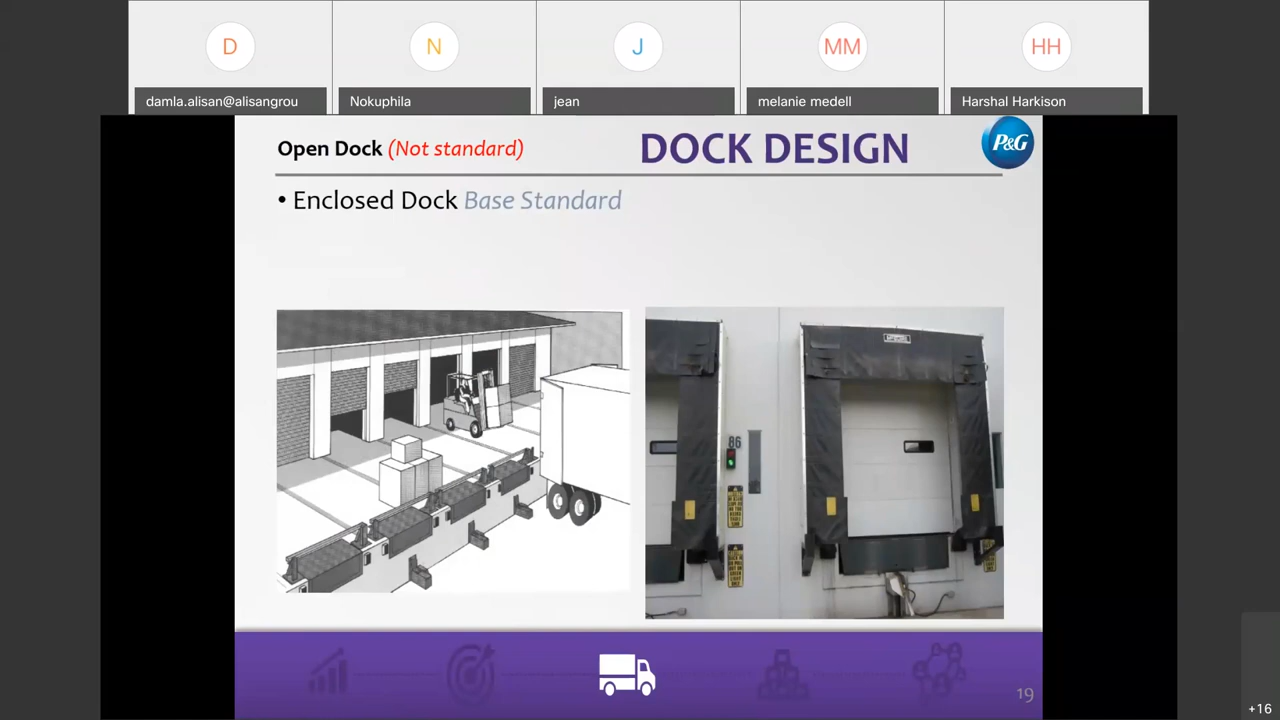 D
N
J
MM
HH
damla.alisan@alisangrou
Nokuphila
jean
melanie medell
Harshal Harkison
Open Dock (Not standard)
DOCK DESIGN
P&G
• Enclosed Dock Base Standard
86
19
+16